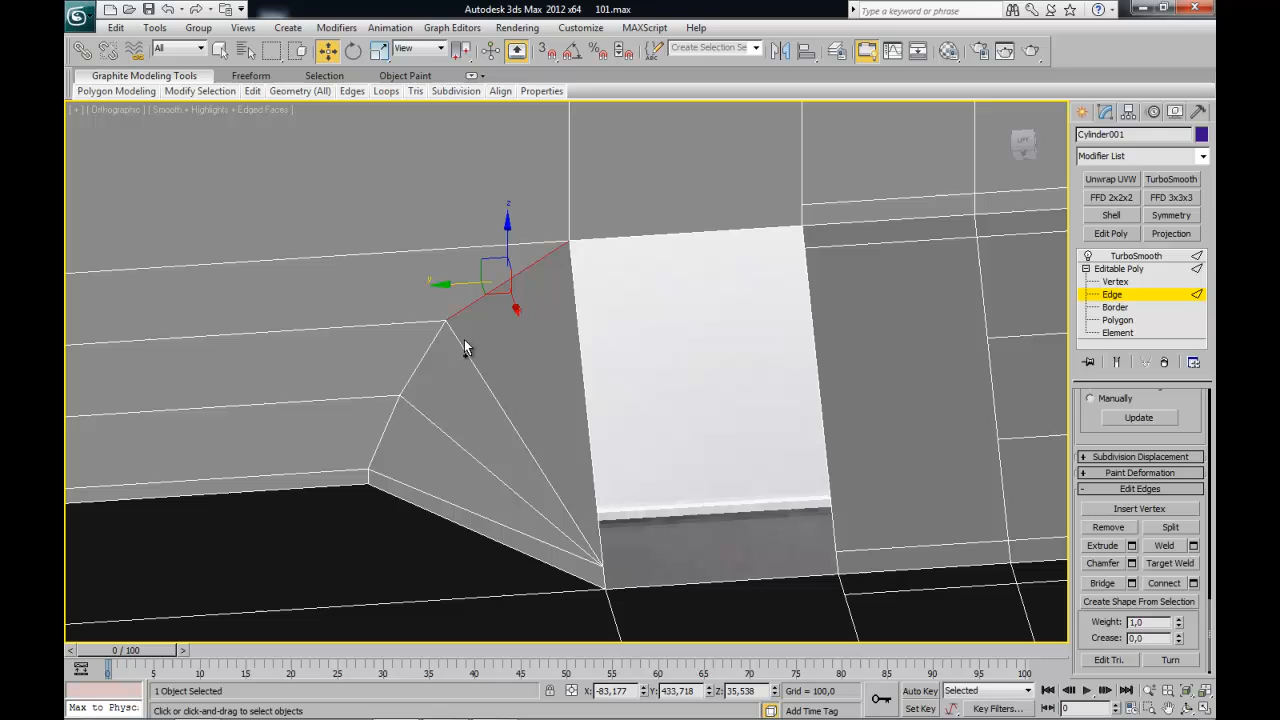 Autodesk 3ds Max 2012 x64 101.max
Type a keyword or phrase
Edit Tools Group Views Create Modifiers Animation Graph Editors Rendering Customize MAXScript Help
All View Create Selection Se
Graphite Modeling Tools Freeform Selection Object Paint
Polygon Modeling Modify Selection Edit Geometry (All) Edges Loops Tris Subdivision Align Properties
[ + ] [ Orthographic ] [ Smooth + Highlights + Edged Faces ]
LEFT
z
y
Cylinder001
Modifier List
Unwrap UVW TurboSmooth
FFD 2x2x2 FFD 3x3x3
Shell Symmetry
Edit Poly Projection
TurboSmooth
Editable Poly
Vertex
Edge
Border
Polygon
Element
Manually
Update
+ Subdivision Displacement
+ Paint Deformation
- Edit Edges
Insert Vertex
Remove Split
Extrude Weld
Chamfer Target Weld
Bridge Connect
Create Shape From Selection
Weight: 1,0
Crease: 0,0
Edit Tri. Turn
< 0 / 100 >
0 5 10 15 20 25 30 35 40 45 50 55 60 65 70 75 80 85 90 95 100
1 Object Selected X: -83,177 Y: 433,718 Z: 35,538 Grid = 100,0 Auto Key Selected
Max to Physc. Click or click-and-drag to select objects Add Time Tag Set Key Key Filters... 0